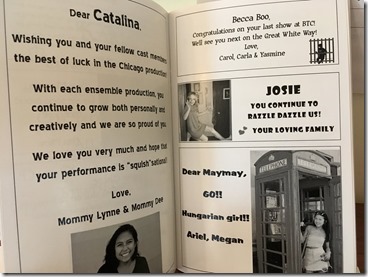 Dear Catalina,
Wishing you and your fellow cast members
the best of luck in the Chicago production!
With each ensemble production, you
continue to grow both personally and
creatively and we are so proud of you.
We love you very much and hope that
your performance is "squish"sational!
Love,
Mommy Lynne & Mommy Dee
Becca Boo,
Congratulations on your last show at BTC!
We'll see you next on the Great White Way!
Love,
Carol, Carla & Yasmine
JOSIE
YOU CONTINUE TO
RAZZLE DAZZLE US!
YOUR LOVING FAMILY
Dear Maymay,
GO!!
Hungarian girl!!
Ariel, Megan
TELEPHONE